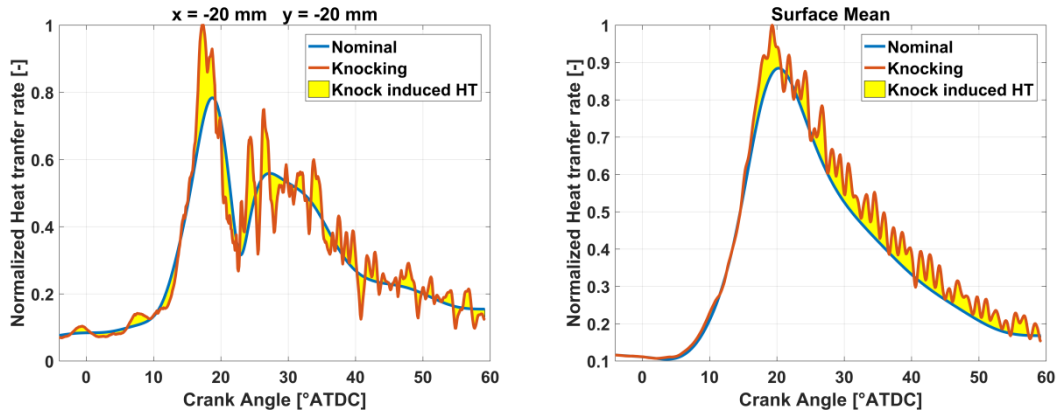 x = -20 mm y = -20 mm
Normalized Heat tranfer rate [-]
1
0.8
0.6
0.4
0.2
0
Nominal
Knocking
Knock induced HT
0 10 20 30 40 50 60
Crank Angle [°ATDC]
Surface Mean
Normalized Heat tranfer rate [-]
1
0.9
0.8
0.7
0.6
0.5
0.4
0.3
0.2
0.1
Nominal
Knocking
Knock induced HT
0 10 20 30 40 50 60
Crank Angle [°ATDC]